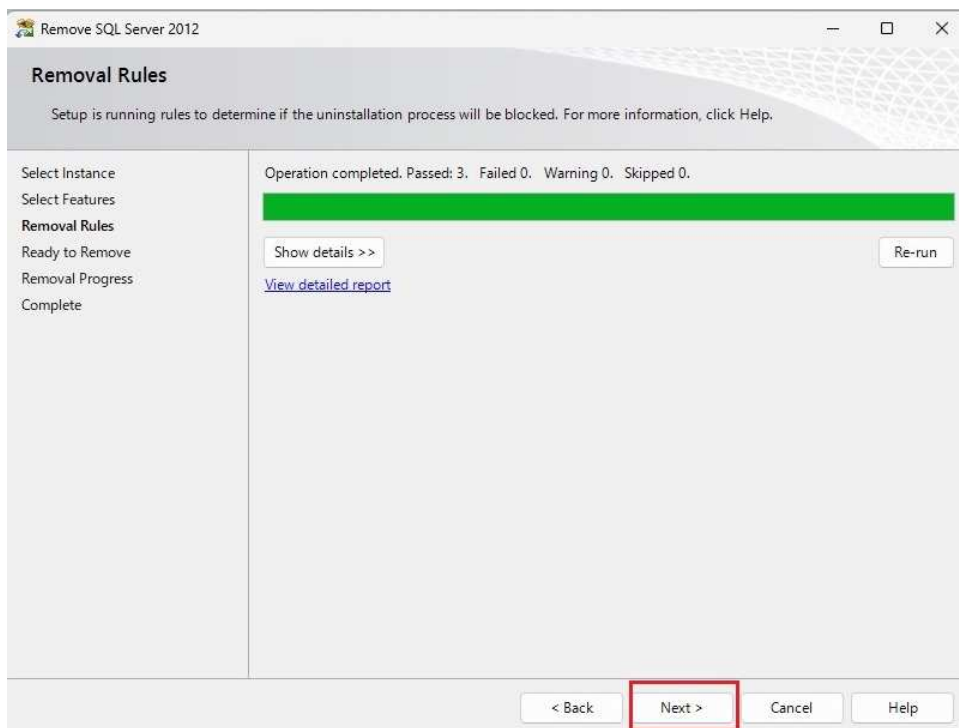 Remove SQL Server 2012
Removal Rules
Setup is running rules to determine if the uninstallation process will be blocked. For more information, click Help.
Select Instance
Select Features
Removal Rules
Ready to Remove
Removal Progress
Complete
Operation completed. Passed: 3. Failed 0. Warning 0. Skipped 0.
Show details >>
Re-run
View detailed report
< Back
Next >
Cancel
Help